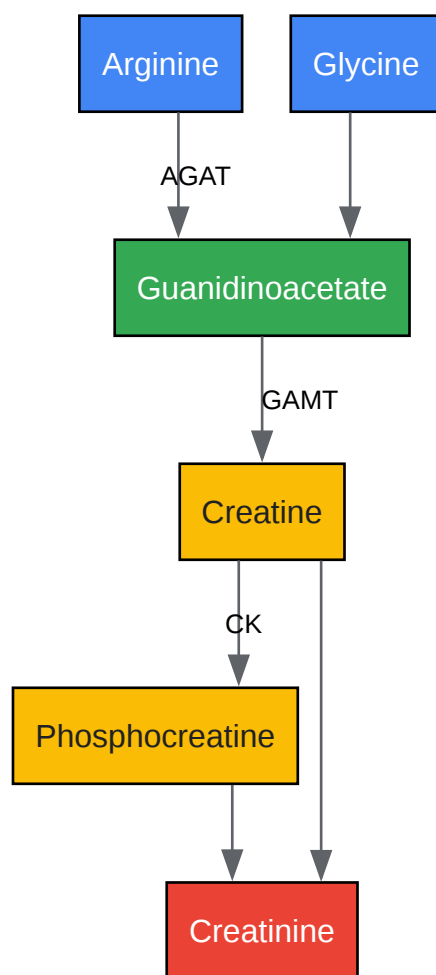 Arginine
Glycine
AGAT
Guanidinoacetate
GAMT
Creatine
CK
Phosphocreatine
Creatinine